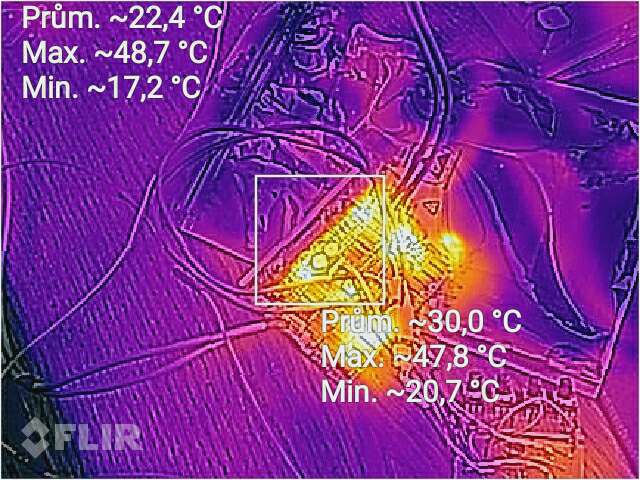 Prům. ~22,4 °C
Max. ~48,7 °C
Min. ~17,2 °C
Prům. ~30,0 °C
Max. ~47,8 °C
Min. ~20,7 °C
FLIR